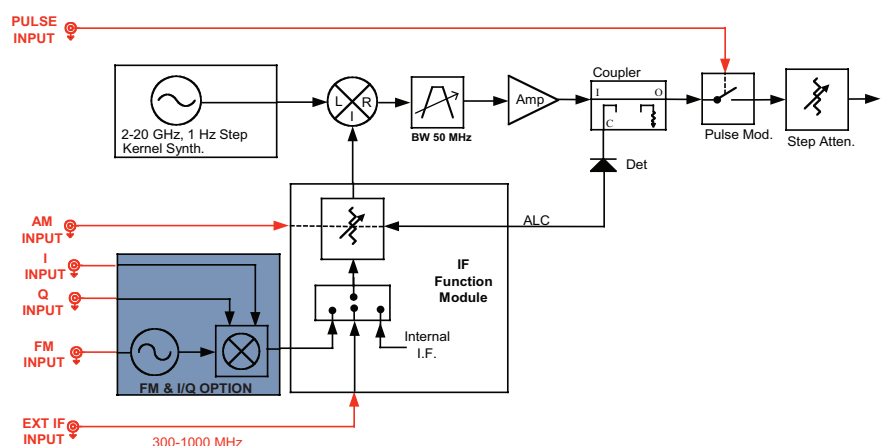 PULSE
INPUT
Coupler
L
R
I
Amp
I
O
C
2-20 GHz, 1 Hz Step
Kernel Synth.
BW 50 MHz
Pulse Mod.
Step Atten.
Det
AM
INPUT
ALC
I
INPUT
IF
Function
Module
Q
INPUT
Internal
I.F.
FM
INPUT
FM & I/Q OPTION
EXT IF
INPUT
300-1000 MHz